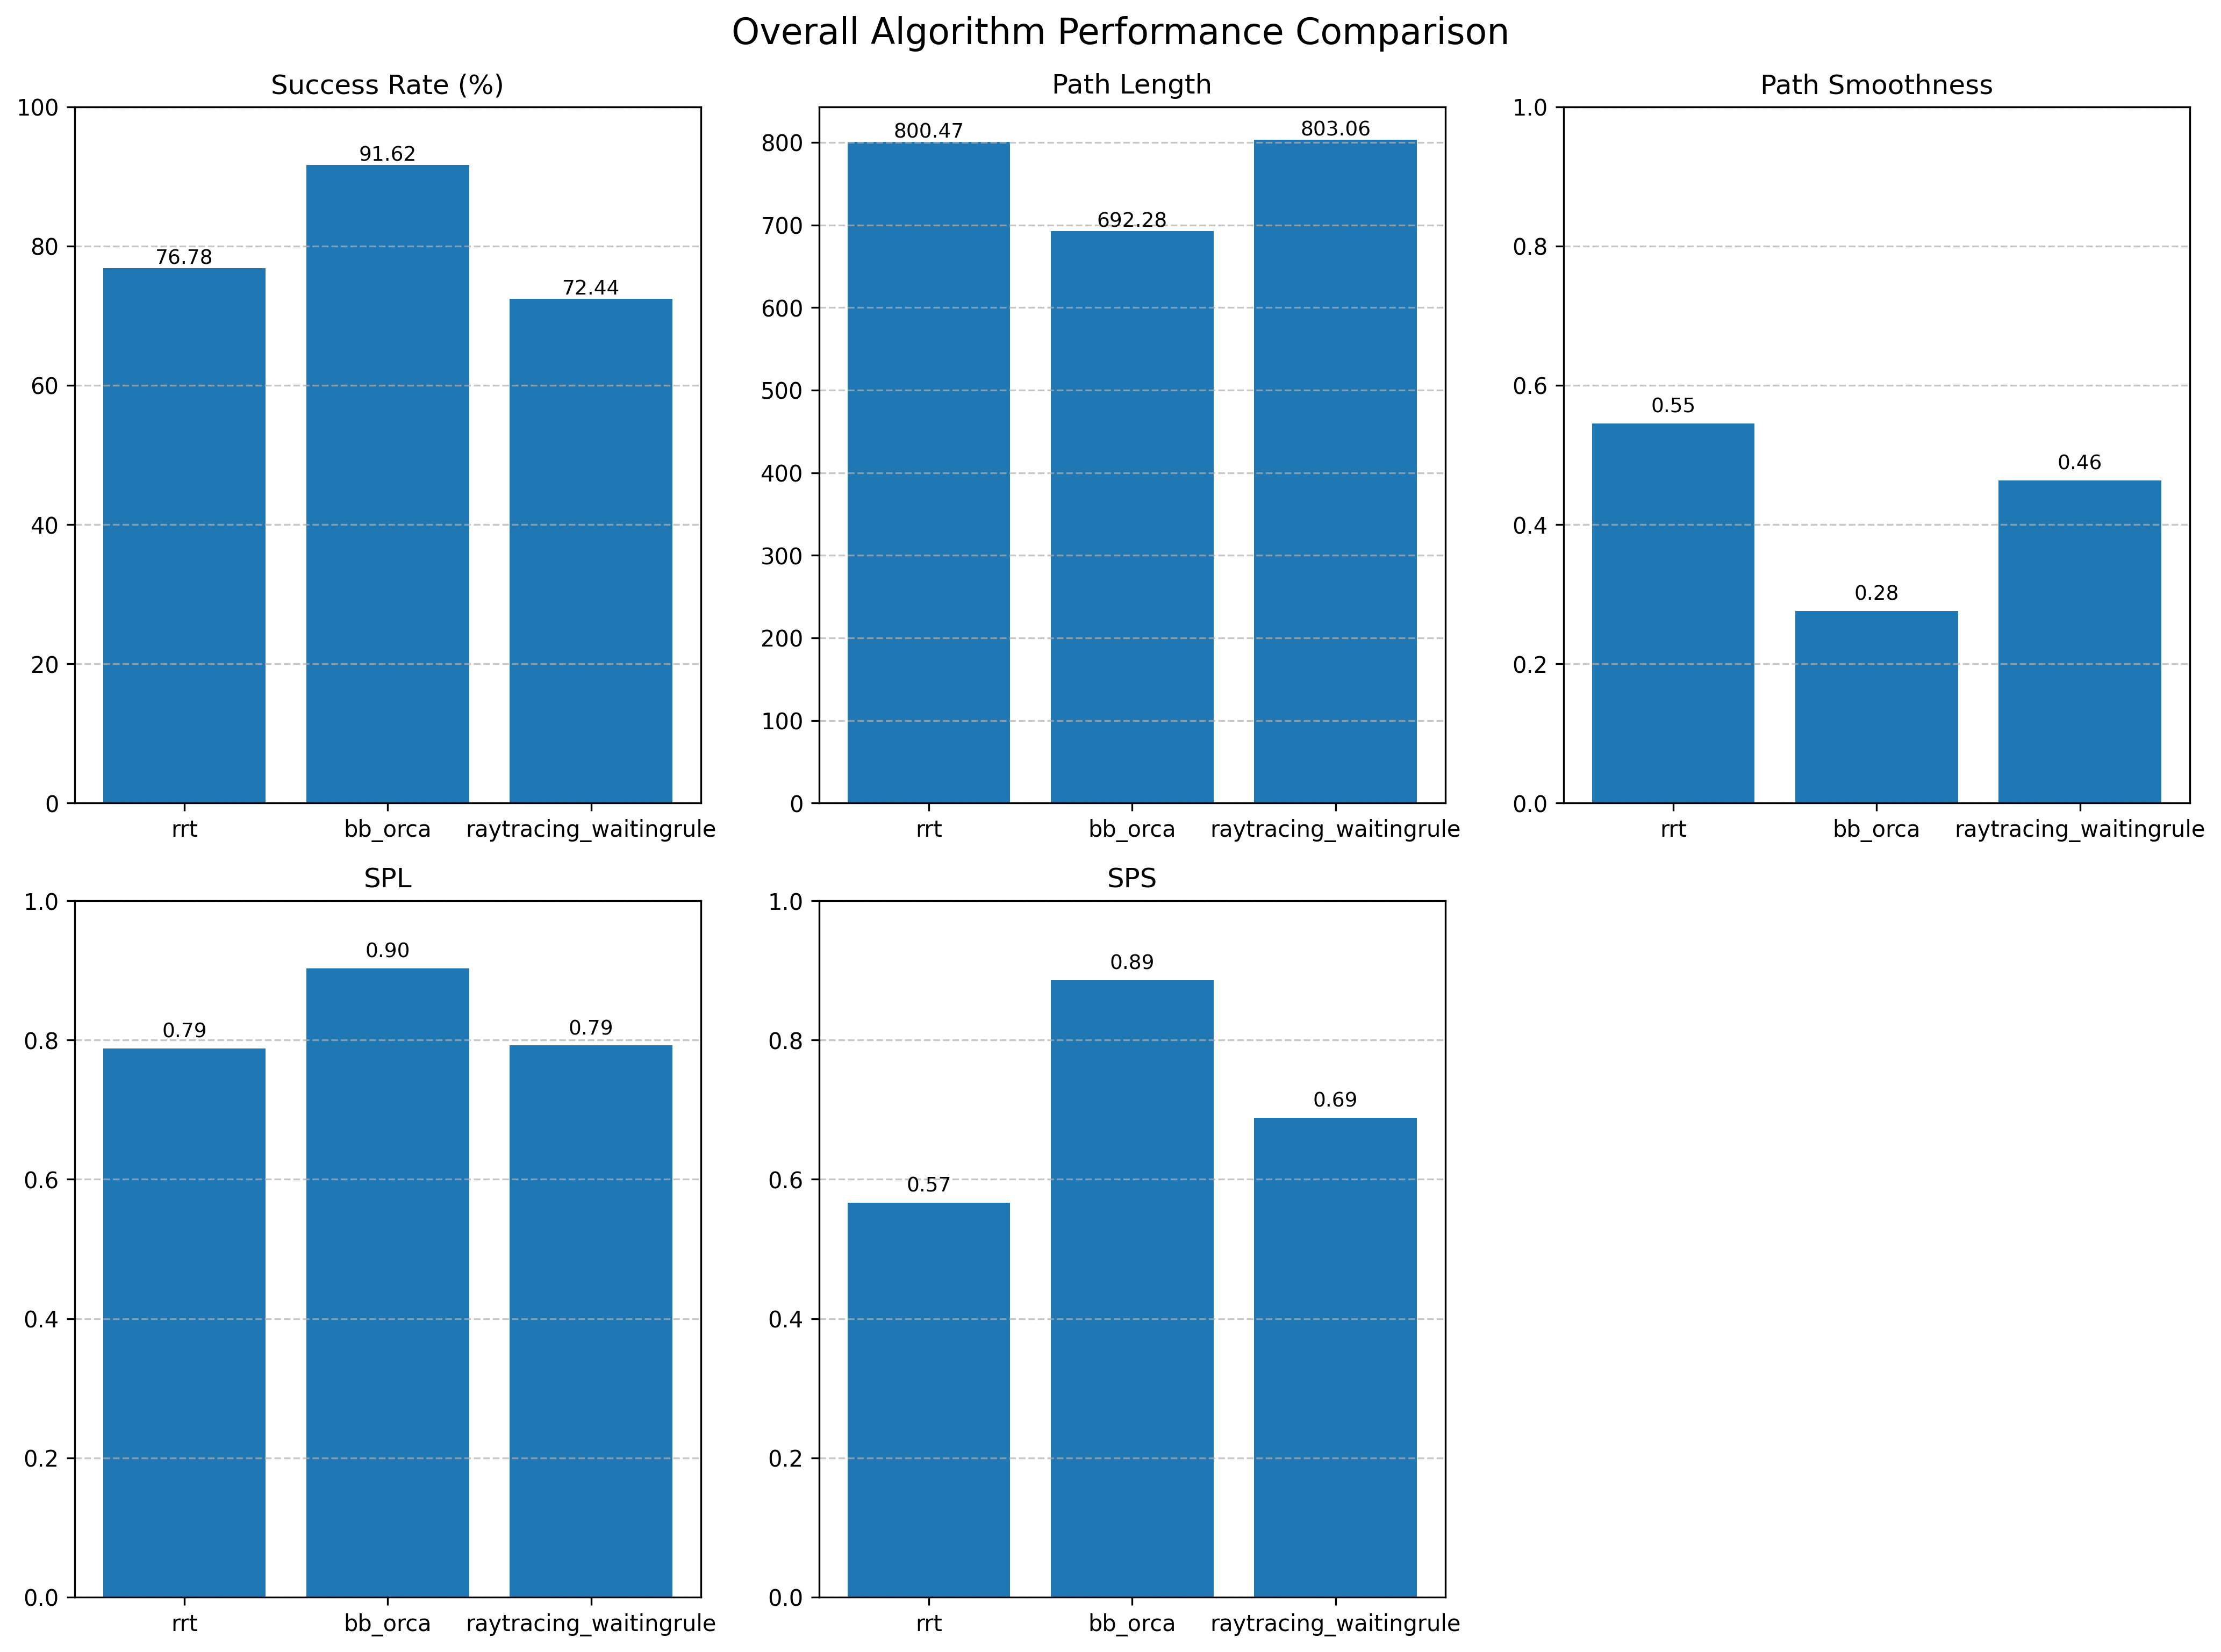 Overall Algorithm Performance Comparison
Success Rate (%)
100
80
60
40
20
0
76.78
91.62
72.44
rrt
bb_orca
raytracing_waitingrule
Path Length
800
700
600
500
400
300
200
100
0
800.47
692.28
803.06
rrt
bb_orca
raytracing_waitingrule
Path Smoothness
1.0
0.8
0.6
0.4
0.2
0.0
0.55
0.28
0.46
rrt
bb_orca
raytracing_waitingrule
SPL
1.0
0.8
0.6
0.4
0.2
0.0
0.79
0.90
0.79
rrt
bb_orca
raytracing_waitingrule
SPS
1.0
0.8
0.6
0.4
0.2
0.0
0.57
0.89
0.69
rrt
bb_orca
raytracing_waitingrule